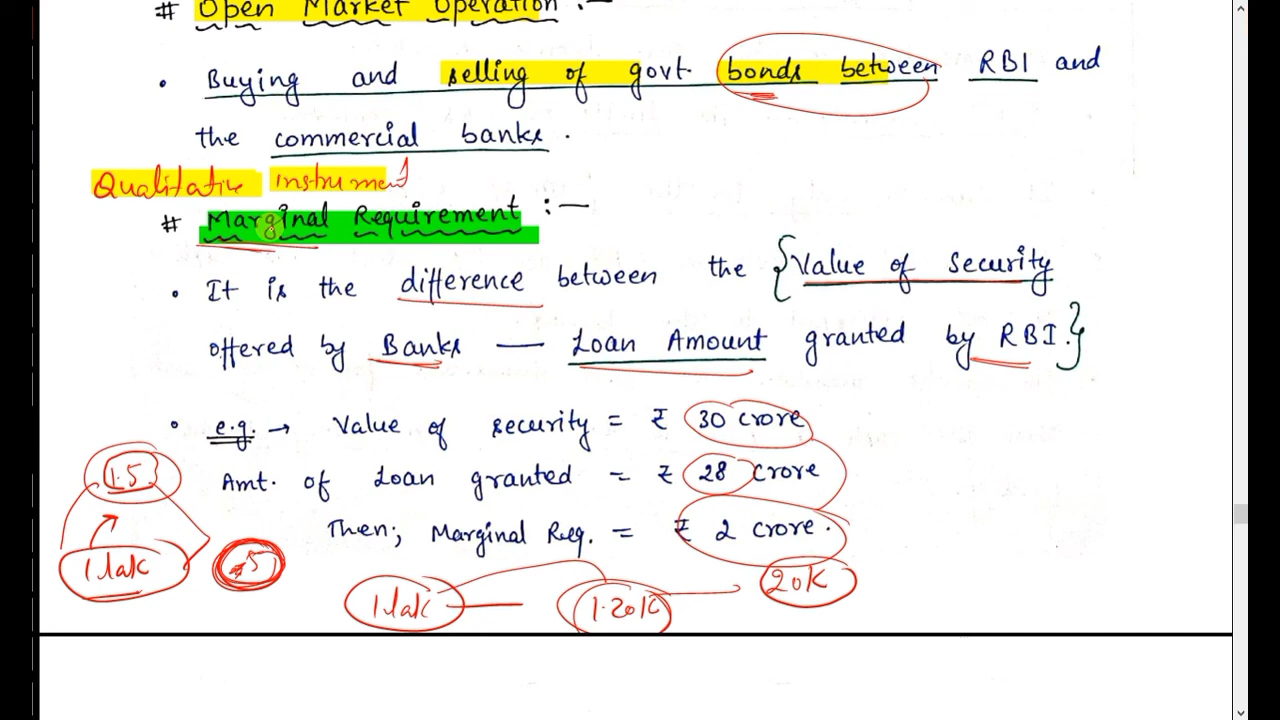 # Open Market Operation :—
• Buying and selling of govt. bonds between RBI and
the commercial banks.
Qualitative instrument
# Marginal Requirement :—
• It is the difference between the {Value of security
offered by Banks — Loan Amount granted by RBI.}
• e.g. → Value of security = ₹ 30 crore
Amt. of Loan granted = ₹ 28 crore
Then; Marginal Req. = ₹ 2 crore.
1.5
1 lak
1 lak — 1.20K 20K